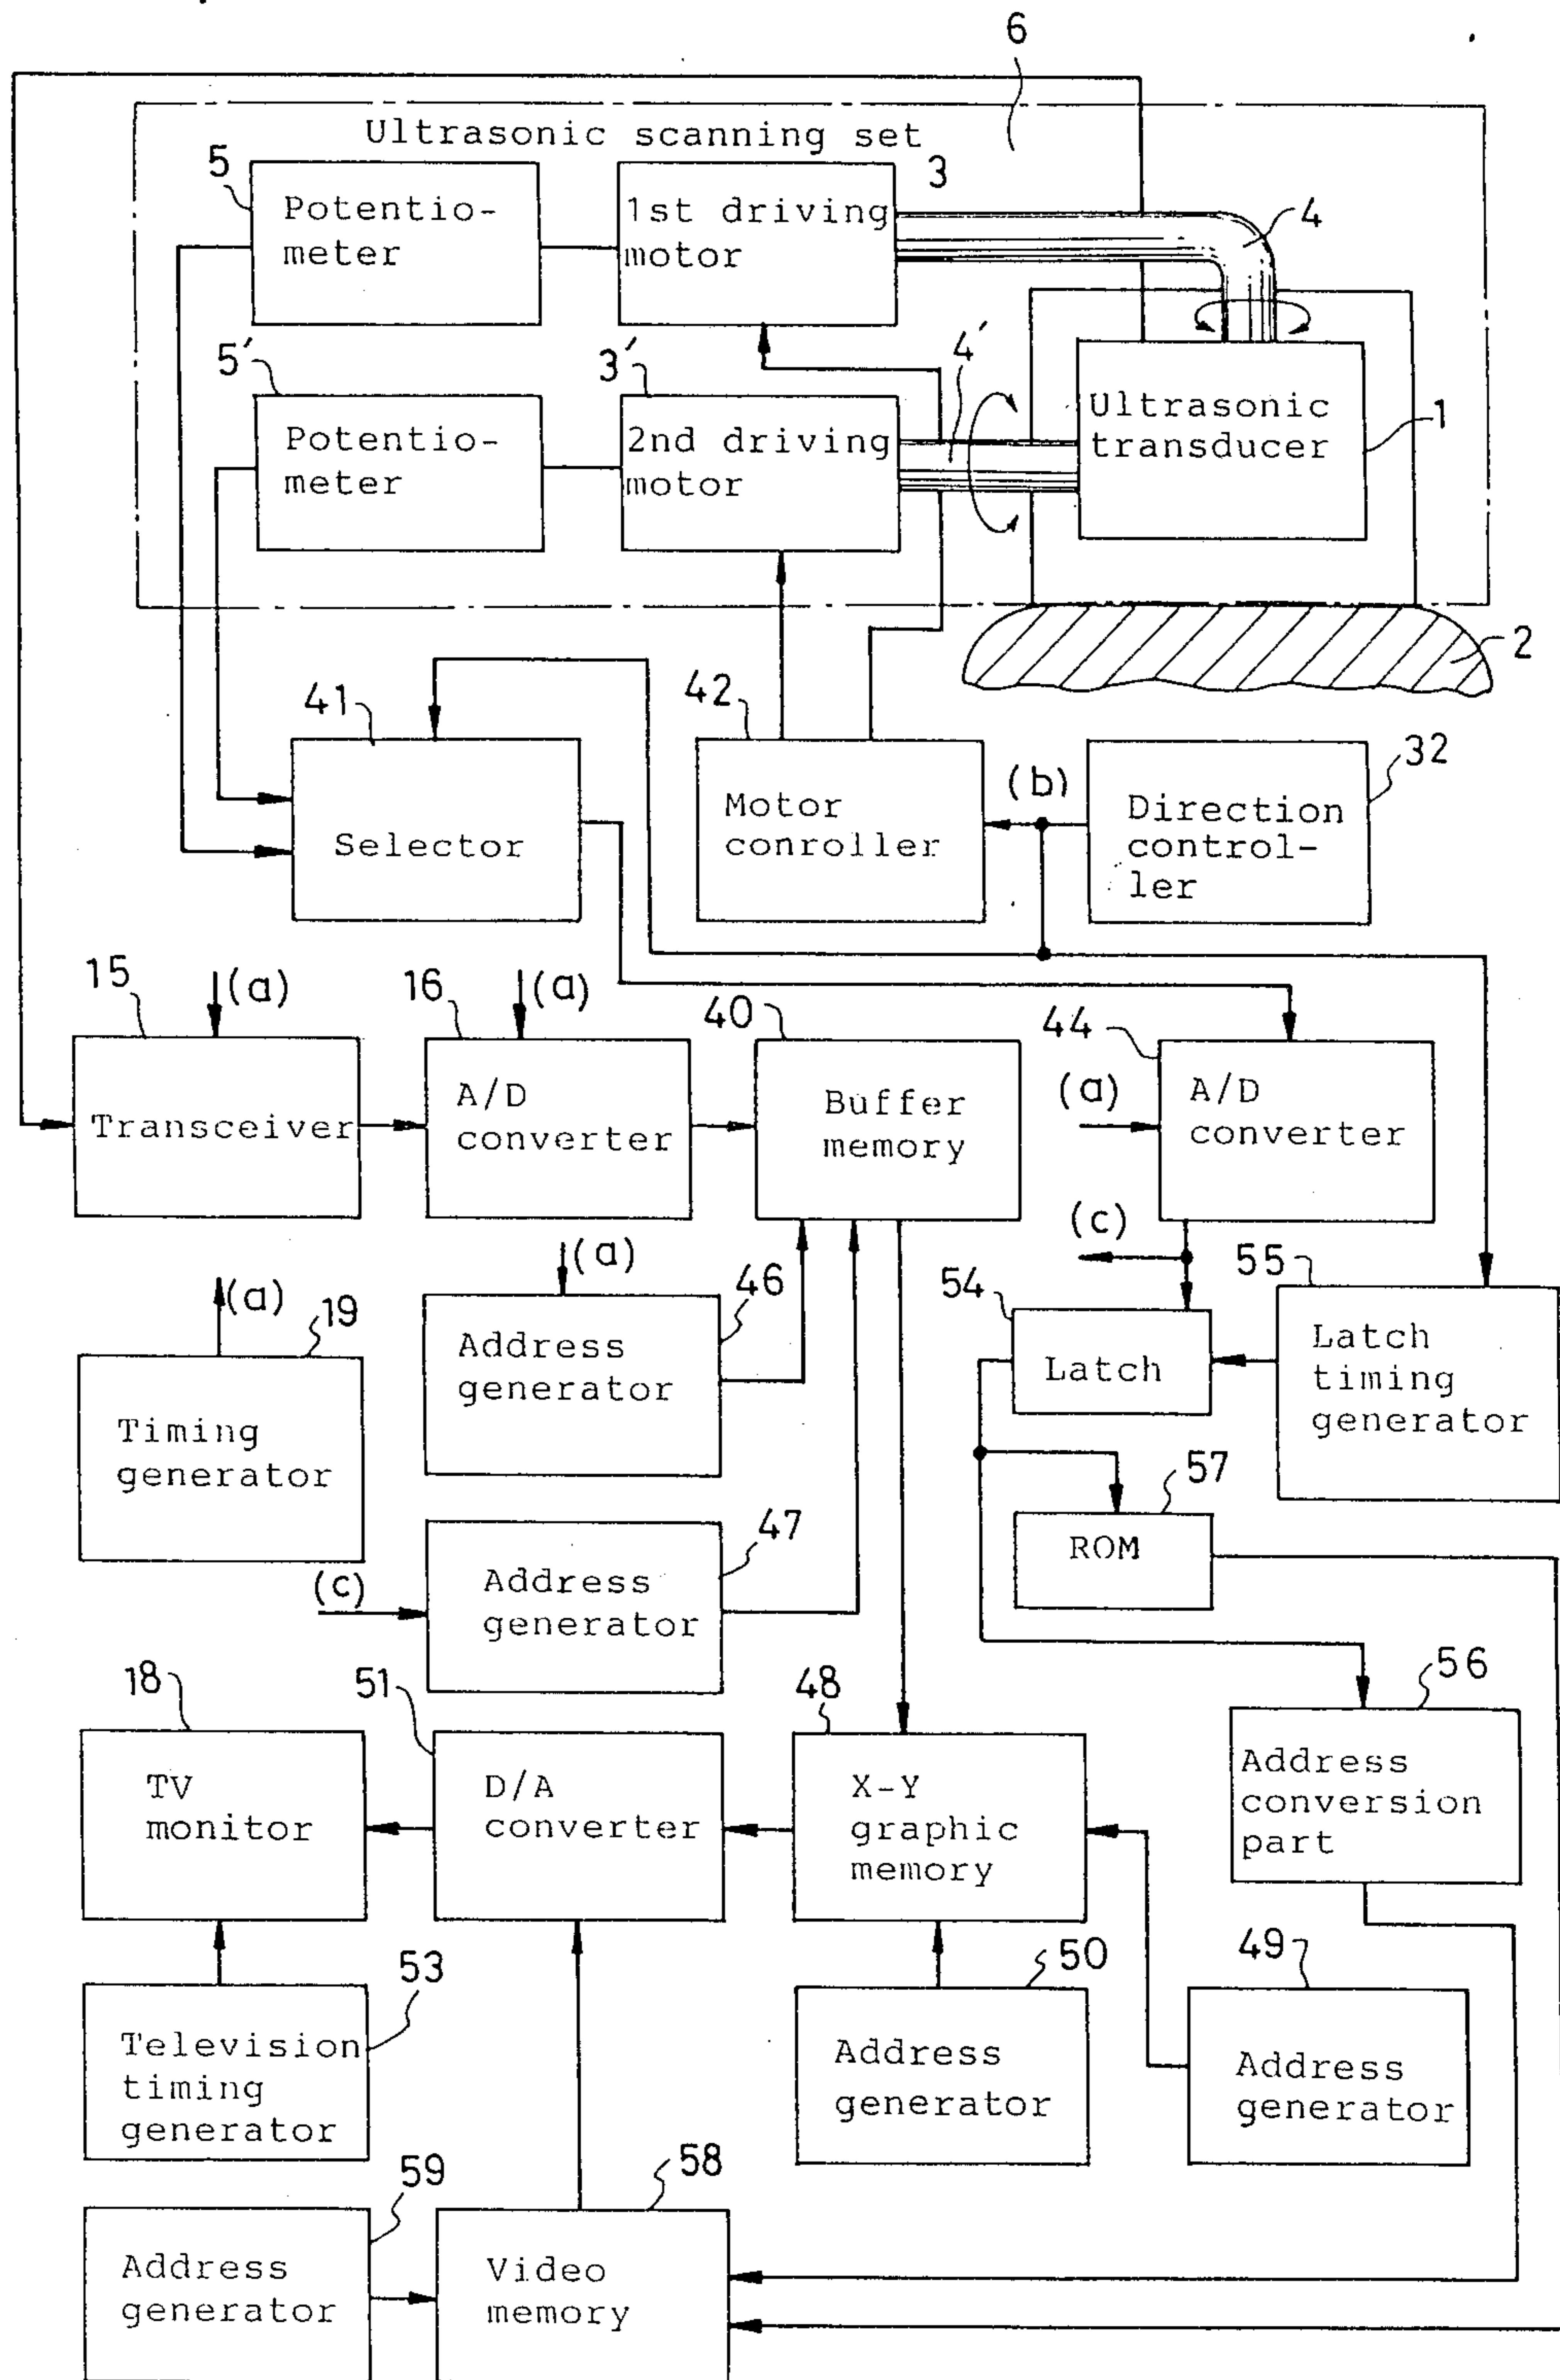 6
Ultrasonic scanning set
5
Potentio-
meter
1st driving
motor
3
4
5′
Potentio-
meter
3′
2nd driving
motor
4′
Ultrasonic
transducer
1
2
41
Selector
42
Motor
conroller
(b)
32
Direction
control-
ler
15
(a)
Transceiver
16
(a)
A/D
converter
40
Buffer
memory
44
(a)
A/D
converter
(c)
(a)
19
Timing
generator
(a)
46
Address
generator
54
Latch
55
Latch
timing
generator
57
ROM
47
(c)
Address
generator
18
TV
monitor
51
D/A
converter
48
X-Y
graphic
memory
56
Address
conversion
part
53
Television
timing
generator
50
Address
generator
49
Address
generator
59
Address
generator
58
Video
memory